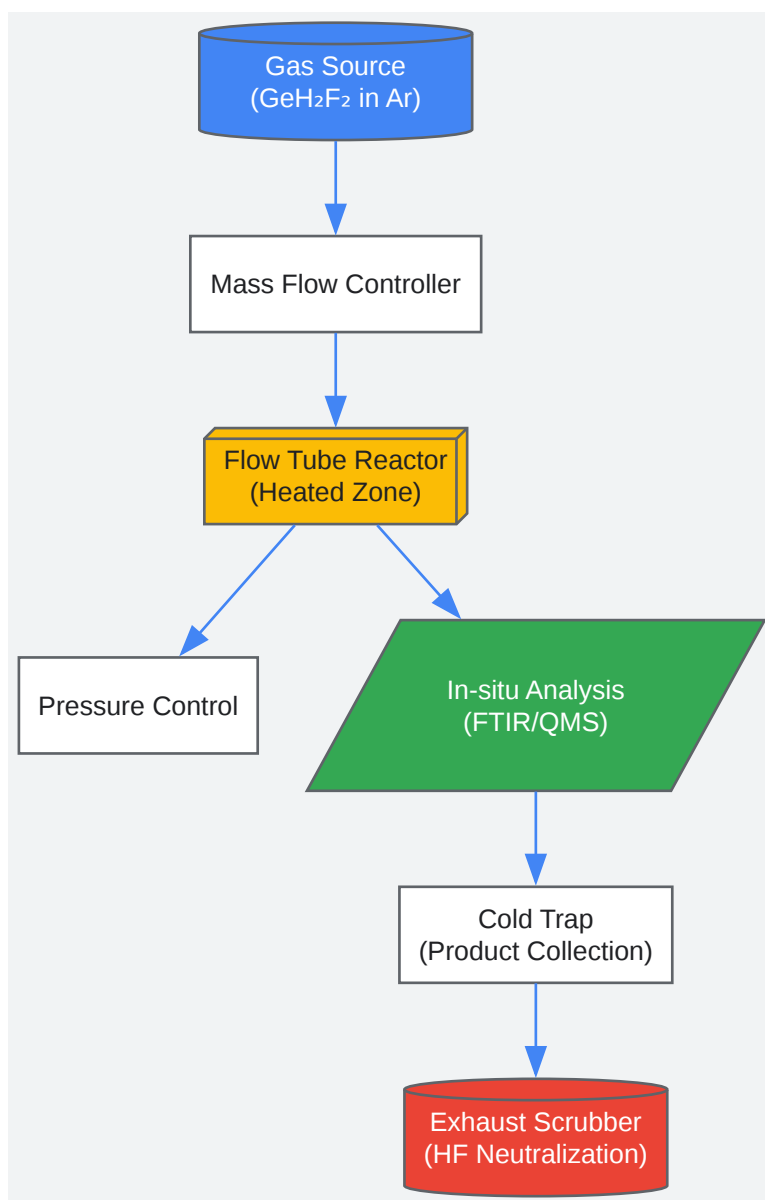 Gas Source
(GeH₂F₂ in Ar)
Mass Flow Controller
Flow Tube Reactor
(Heated Zone)
Pressure Control
In-situ Analysis
(FTIR/QMS)
Cold Trap
(Product Collection)
Exhaust Scrubber
(HF Neutralization)